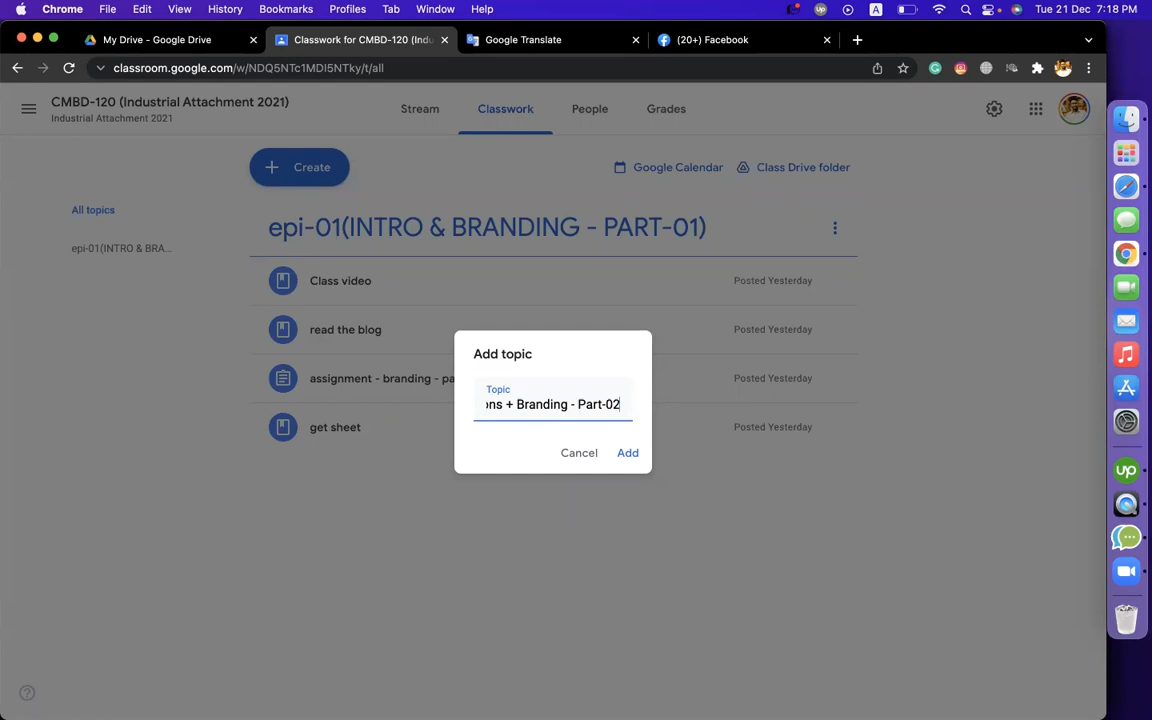 Chrome File Edit View History Bookmarks Profiles Tab Window Help Tue 21 Dec 7:18 PM
My Drive - Google Drive Classwork for CMBD-120 (Indu Google Translate (20+) Facebook
classroom.google.com/w/NDQ5NTc1MDI5NTky/t/all
CMBD-120 (Industrial Attachment 2021)
Industrial Attachment 2021
Stream Classwork People Grades
Create
Google Calendar Class Drive folder
All topics
epi-01(INTRO & BRA...
epi-01(INTRO & BRANDING - PART-01)
Class video Posted Yesterday
read the blog Posted Yesterday
assignment - branding - pa Posted Yesterday
get sheet Posted Yesterday
Add topic
Topic
ons + Branding - Part-02
Cancel Add